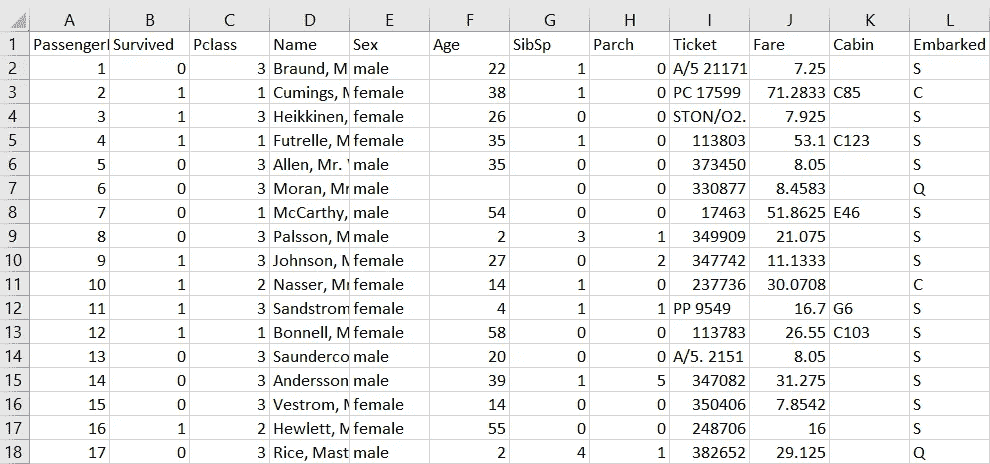 A B C D E F G H I J K L
1 PassengerI Survived Pclass Name Sex Age SibSp Parch Ticket Fare Cabin Embarked
2 1 0 3 Braund, M male 22 1 0 A/5 21171 7.25 S
3 2 1 1 Cumings, M female 38 1 0 PC 17599 71.2833 C85 C
4 3 1 3 Heikkinen, female 26 0 0 STON/O2. 7.925 S
5 4 1 1 Futrelle, M female 35 1 0 113803 53.1 C123 S
6 5 0 3 Allen, Mr. male 35 0 0 373450 8.05 S
7 6 0 3 Moran, Mr male 0 0 330877 8.4583 Q
8 7 0 1 McCarthy, male 54 0 0 17463 51.8625 E46 S
9 8 0 3 Palsson, M male 2 3 1 349909 21.075 S
10 9 1 3 Johnson, M female 27 0 2 347742 11.1333 S
11 10 1 2 Nasser, Mr female 14 1 0 237736 30.0708 C
12 11 1 3 Sandstrom female 4 1 1 PP 9549 16.7 G6 S
13 12 1 1 Bonnell, M female 58 0 0 113783 26.55 C103 S
14 13 0 3 Saunderco male 20 0 0 A/5. 2151 8.05 S
15 14 0 3 Andersson male 39 1 5 347082 31.275 S
16 15 0 3 Vestrom, M female 14 0 0 350406 7.8542 S
17 16 1 2 Hewlett, M female 55 0 0 248706 16 S
18 17 0 3 Rice, Mast male 2 4 1 382652 29.125 Q